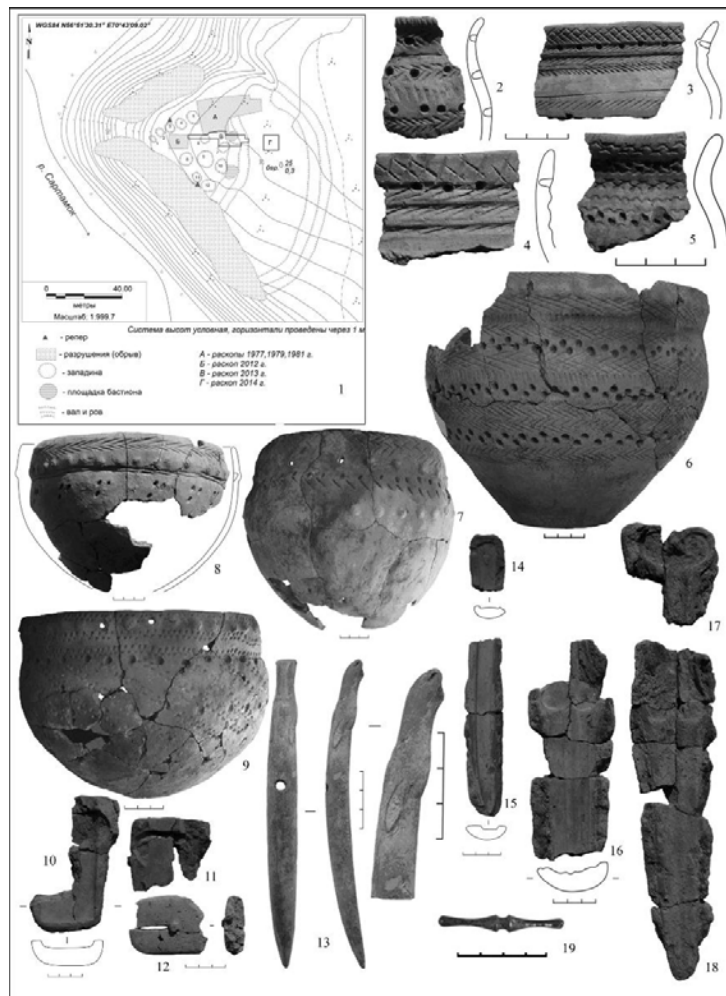 WGS84 N56°61'30.31" E70°43'09.02"
N
А
Б
В
Г
А
бер. 25
0,3
р. Сартамок
0 40.00
метры
Масштаб: 1:999.7
Система высот условная, горизонтали проведены через 1 м
- репер
- разрушения (обрыв)
- западина
- площадка бастиона
- вал и ров
А - раскопы 1977,1979,1981 г.
Б - раскоп 2012 г.
В - раскоп 2013 г.
Г - раскоп 2014 г.
1
2
3
4
5
6
7
8
9
10
11
12
13
14
15
16
17
18
19